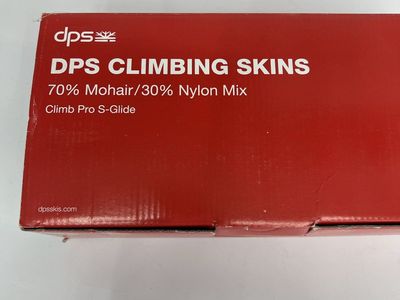 dps
DPS CLIMBING SKINS
70% Mohair/30% Nylon Mix
Climb Pro S-Glide
dpsskis.com